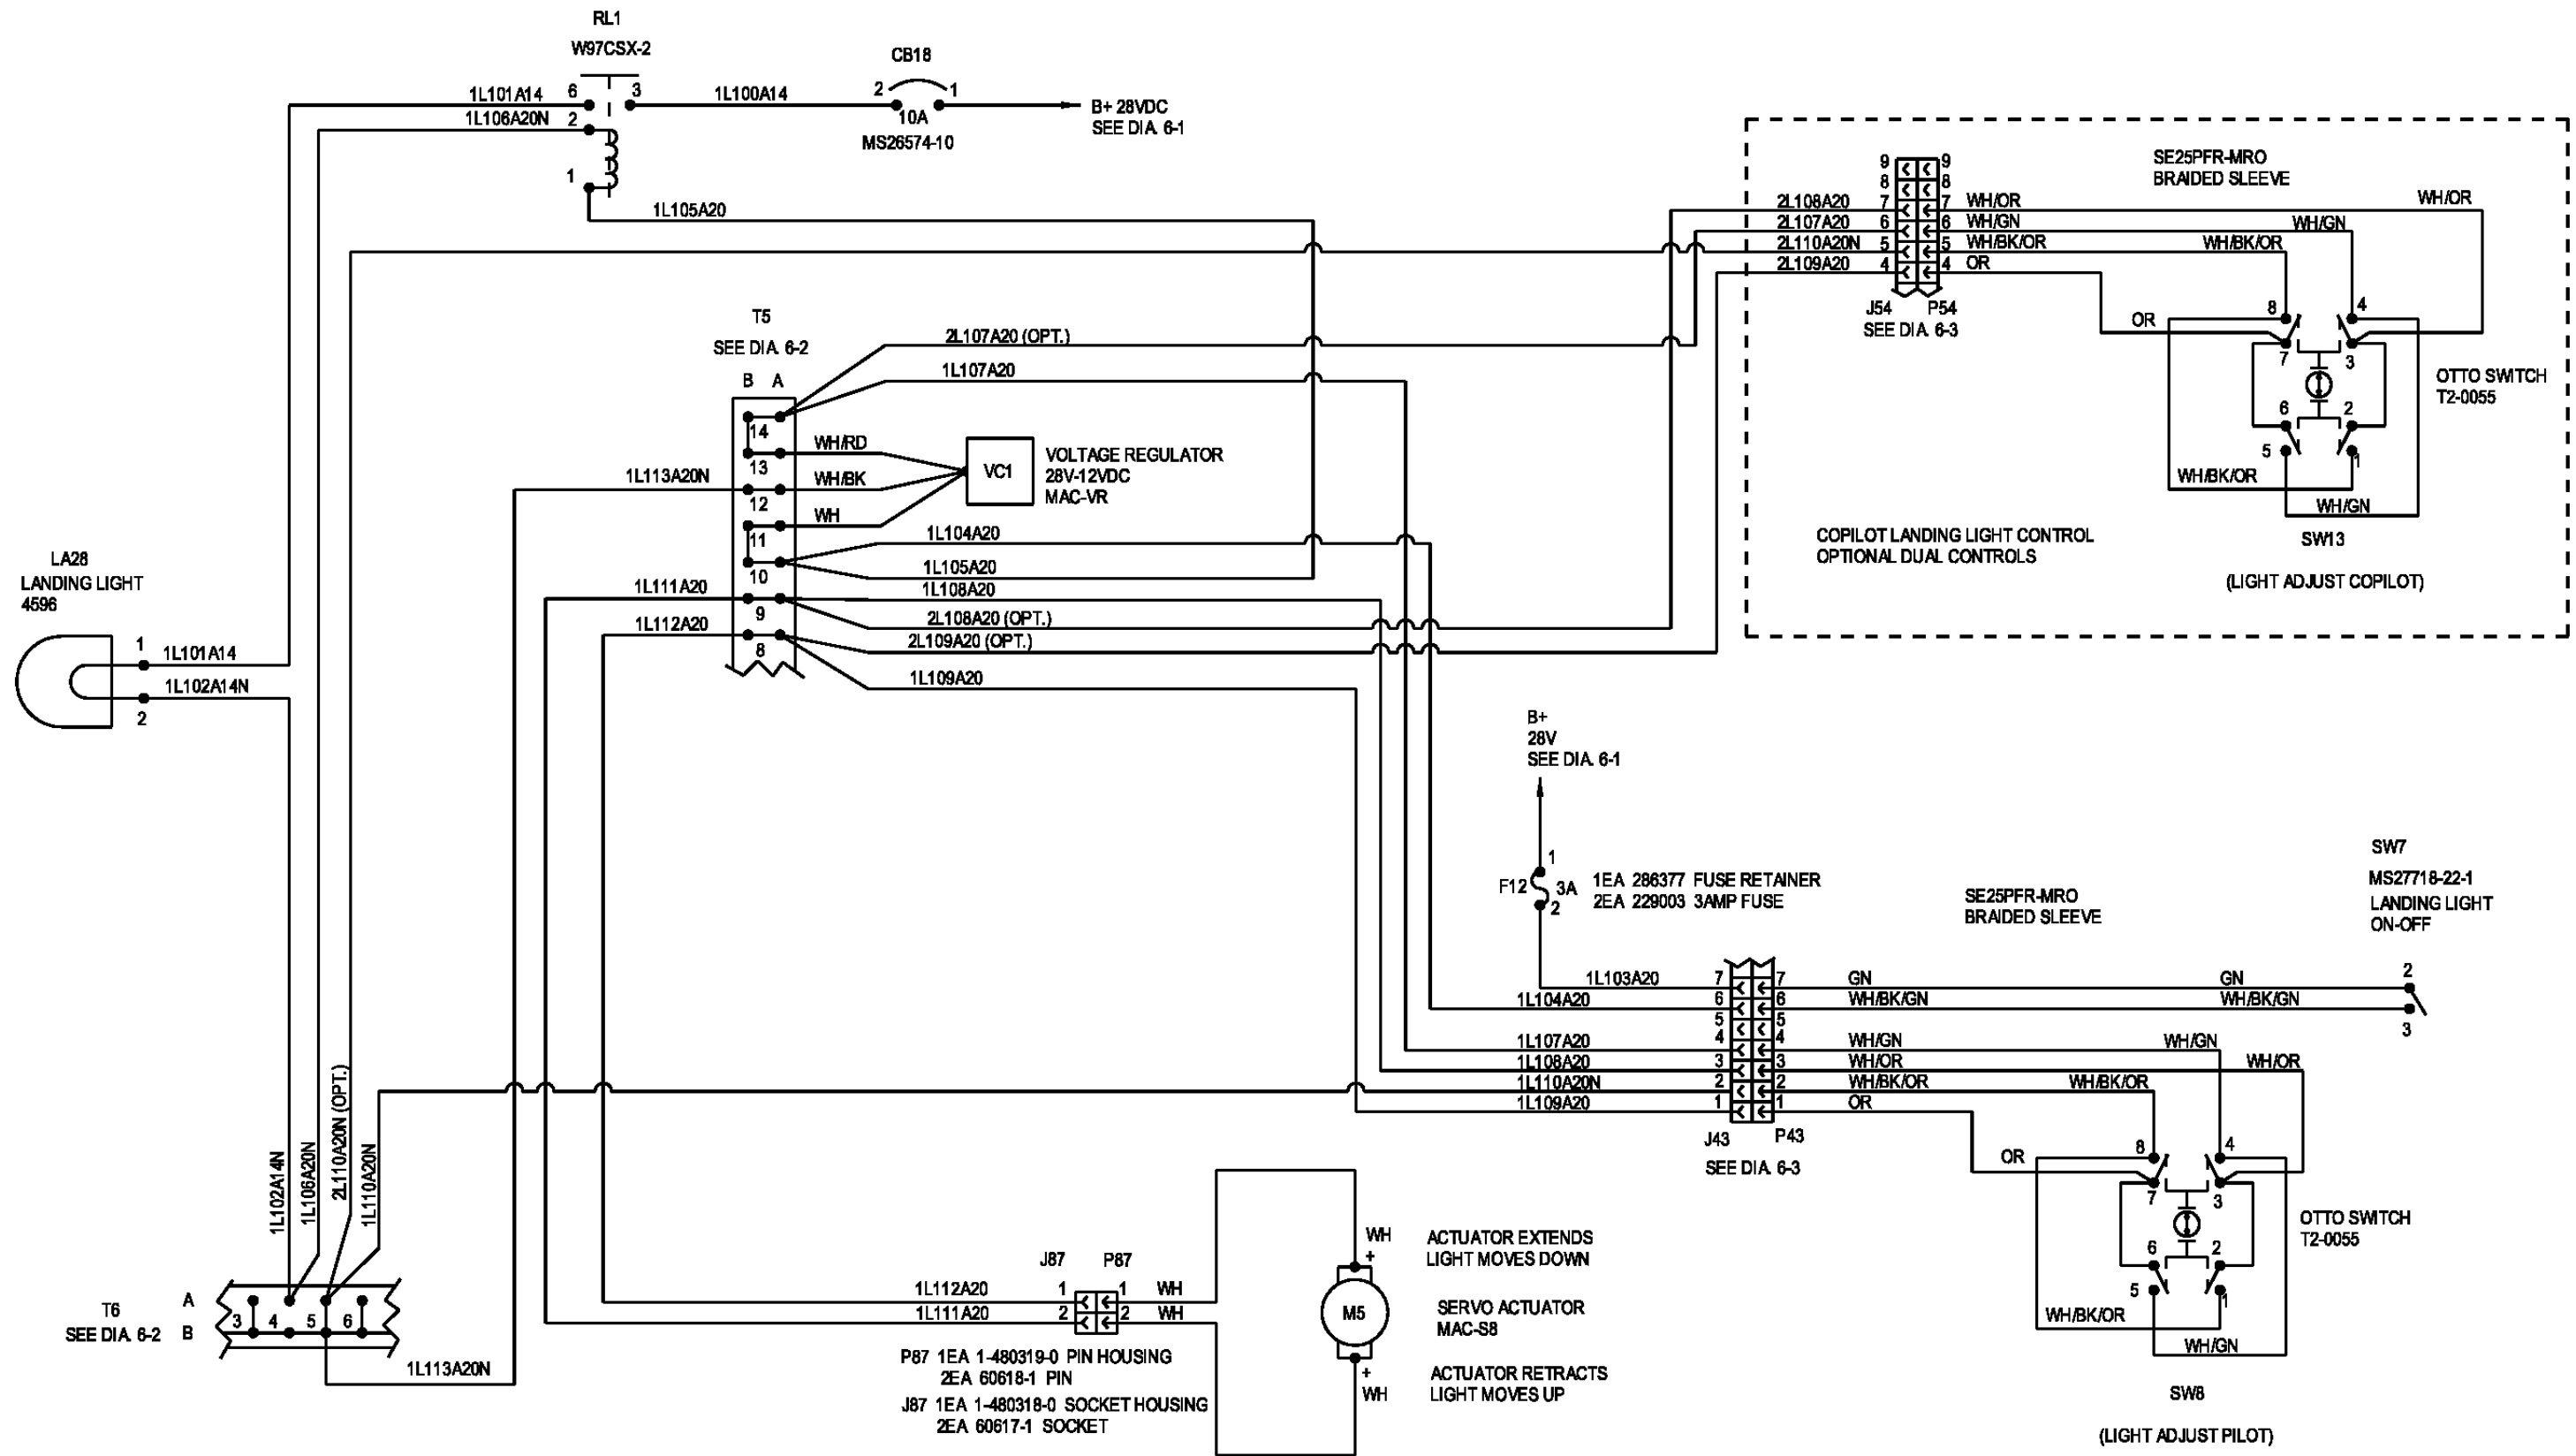 RL1
W97CSX-2
CB18
1L101A14
6
3
1L100A14
2
1
10A
MS26574-10
B+ 28VDC
SEE DIA. 6-1
1L106A20N
2
1
1L105A20
SE25PFR-MRO
BRAIDED SLEEVE
9
9
8
8
2L108A20
7
7
WH/OR
WH/OR
2L107A20
6
6
WH/GN
WH/GN
2L110A20N
5
5
WH/BK/OR
WH/BK/OR
2L109A20
4
4
OR
J54
P54
SEE DIA. 6-3
OR
8
4
7
3
6
2
5
1
WH/BK/OR
WH/GN
OTTO SWITCH
T2-0055
SW13
(LIGHT ADJUST COPILOT)
COPILOT LANDING LIGHT CONTROL
OPTIONAL DUAL CONTROLS
T5
SEE DIA. 6-2
B
A
2L107A20 (OPT.)
1L107A20
14
WH/RD
13
1L113A20N
WH/BK
12
WH
11
VC1
VOLTAGE REGULATOR
28V-12VDC
MAC-VR
1L104A20
1L105A20
10
1L111A20
1L108A20
9
2L108A20 (OPT.)
1L112A20
2L109A20 (OPT.)
8
1L109A20
LA28
LANDING LIGHT
4596
1
1L101A14
1L102A14N
2
B+
28V
SEE DIA. 6-1
1
F12
3A
2
1EA 286377 FUSE RETAINER
2EA 229003 3AMP FUSE
SE25PFR-MRO
BRAIDED SLEEVE
SW7
MS27718-22-1
LANDING LIGHT
ON-OFF
1L103A20
7
7
GN
GN
2
1L104A20
6
6
WH/BK/GN
WH/BK/GN
3
5
5
1L107A20
4
4
WH/GN
WH/GN
1L108A20
3
3
WH/OR
WH/OR
1L110A20N
2
2
WH/BK/OR
WH/BK/OR
1L109A20
1
1
OR
J43
P43
SEE DIA. 6-3
OR
8
4
7
3
6
2
5
1
WH/BK/OR
WH/GN
OTTO SWITCH
T2-0055
SW8
(LIGHT ADJUST PILOT)
1L102A14N
1L106A20N
2L110A20N (OPT.)
1L110A20N
T6
SEE DIA. 6-2
A
B
3
4
5
6
1L113A20N
J87
P87
1L112A20
1
1
WH
1L111A20
2
2
WH
P87 1EA 1-480319-0 PIN HOUSING
2EA 60618-1 PIN
J87 1EA 1-480318-0 SOCKET HOUSING
2EA 60617-1 SOCKET
WH
+
ACTUATOR EXTENDS
LIGHT MOVES DOWN
M5
SERVO ACTUATOR
MAC-S8
+
WH
ACTUATOR RETRACTS
LIGHT MOVES UP